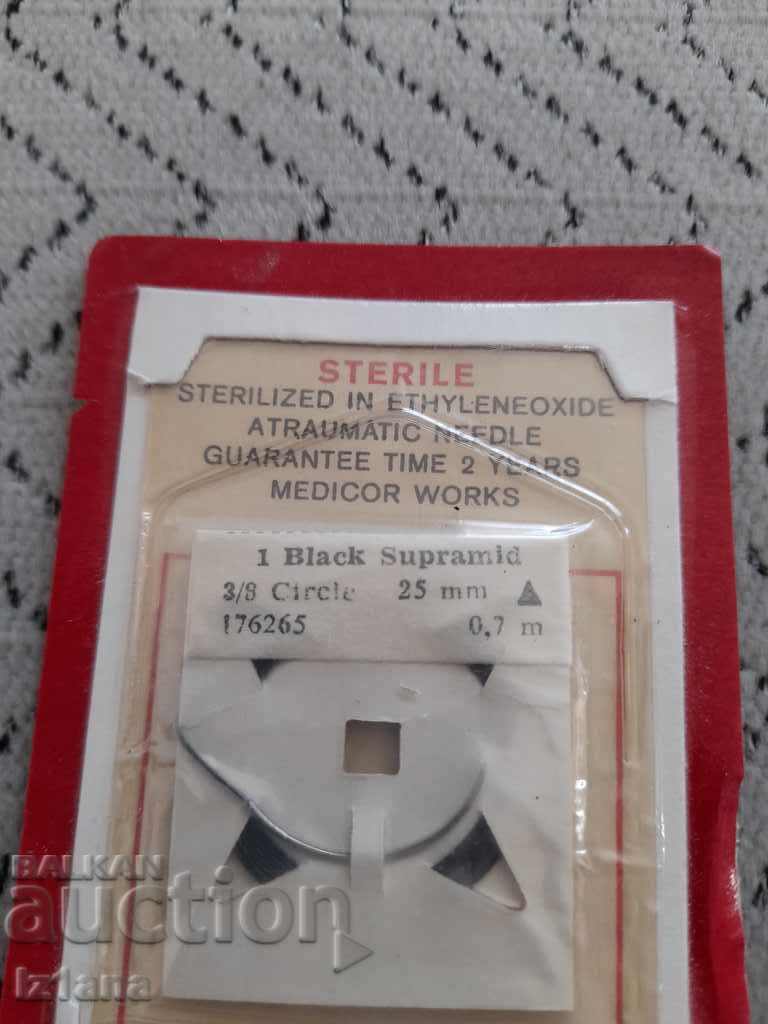 STERILE
STERILIZED IN ETHYLENEOXIDE
ATRAUMATIC NEEDLE
GUARANTEE TIME 2 YEARS
MEDICOR WORKS
1 Black Supramid
3/8 Circle 25 mm
176265 0,7 m
BALKAN
auction
iz1ana